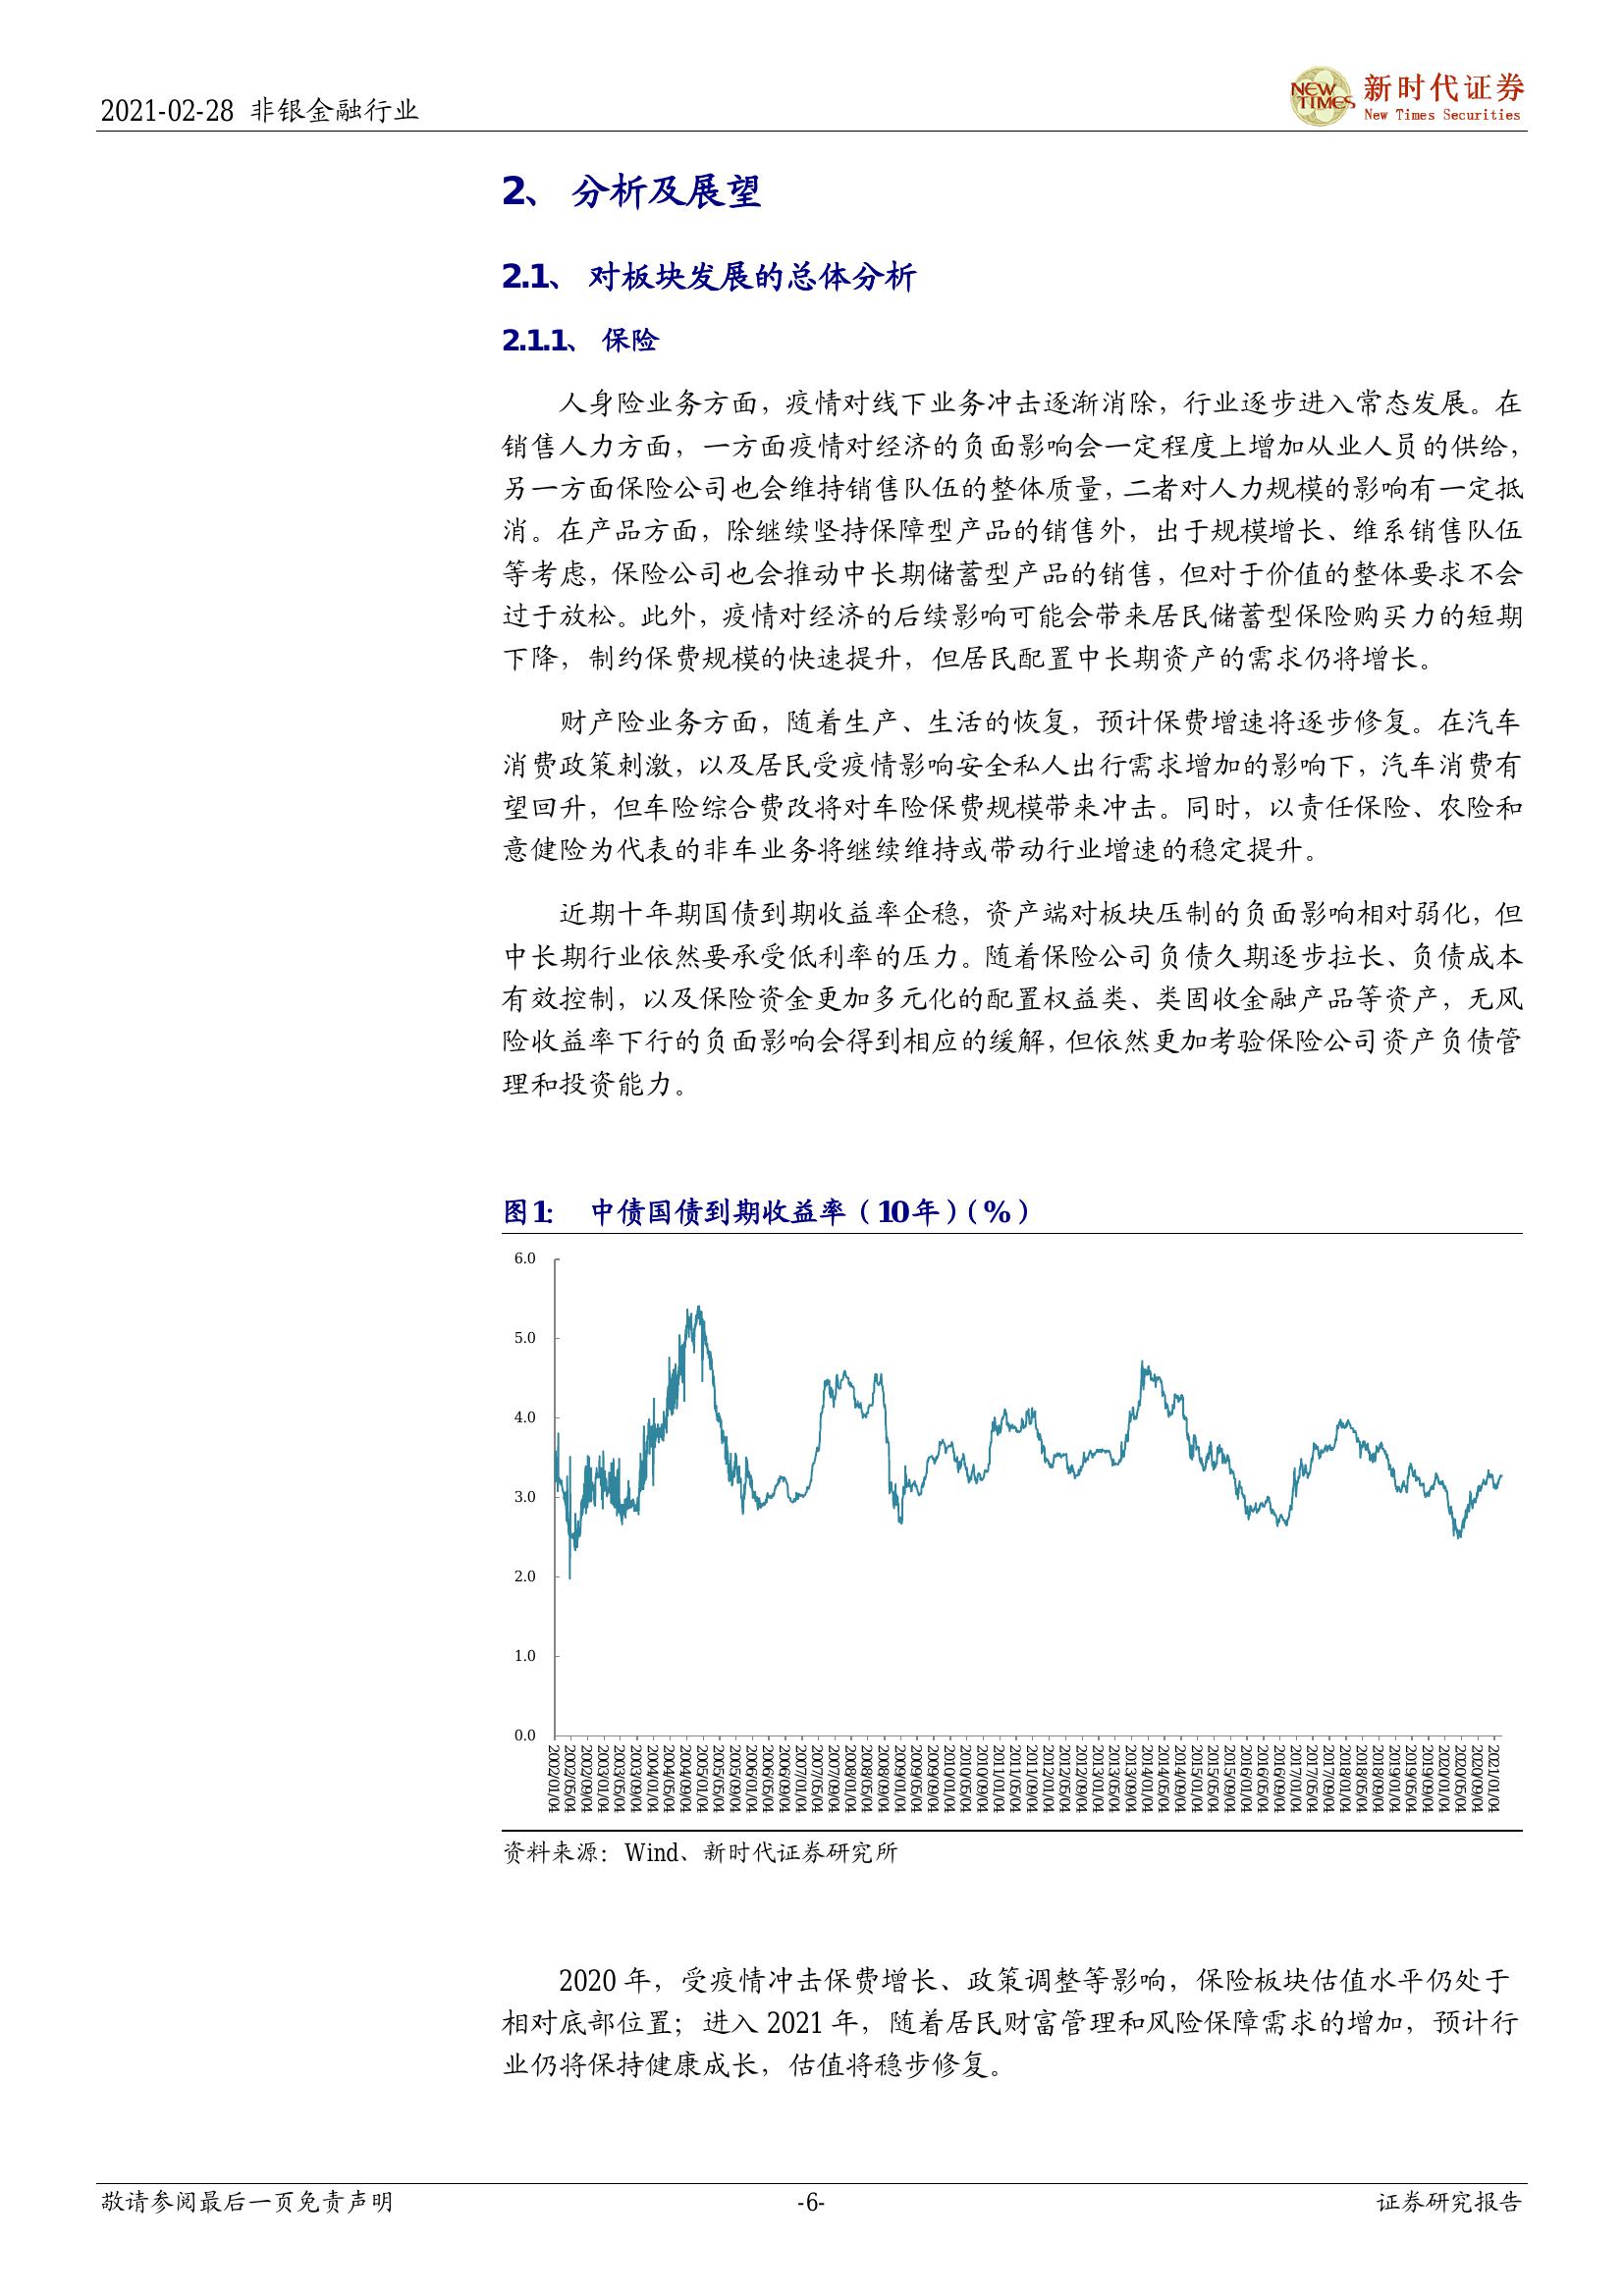 2021-02-28 非银金融行业
NEW TIMES
新时代证券
New Times Securities
2、 分析及展望
2.1、 对板块发展的总体分析
2.1.1、 保险
人身险业务方面，疫情对线下业务冲击逐渐消除，行业逐步进入常态发展。在
销售人力方面，一方面疫情对经济的负面影响会一定程度上增加从业人员的供给，
另一方面保险公司也会维持销售队伍的整体质量，二者对人力规模的影响有一定抵
消。在产品方面，除继续坚持保障型产品的销售外，出于规模增长、维系销售队伍
等考虑，保险公司也会推动中长期储蓄型产品的销售，但对于价值的整体要求不会
过于放松。此外，疫情对经济的后续影响可能会带来居民储蓄型保险购买力的短期
下降，制约保费规模的快速提升，但居民配置中长期资产的需求仍将增长。
财产险业务方面，随着生产、生活的恢复，预计保费增速将逐步修复。在汽车
消费政策刺激，以及居民受疫情影响安全私人出行需求增加的影响下，汽车消费有
望回升，但车险综合费改将对车险保费规模带来冲击。同时，以责任保险、农险和
意健险为代表的非车业务将继续维持或带动行业增速的稳定提升。
近期十年期国债到期收益率企稳，资产端对板块压制的负面影响相对弱化，但
中长期行业依然要承受低利率的压力。随着保险公司负债久期逐步拉长、负债成本
有效控制，以及保险资金更加多元化的配置权益类、类固收金融产品等资产，无风
险收益率下行的负面影响会得到相应的缓解，但依然更加考验保险公司资产负债管
理和投资能力。
图1： 中债国债到期收益率（10年）（%）
6.0
5.0
4.0
3.0
2.0
1.0
0.0
2002/01/04
2002/05/04
2002/09/04
2003/01/04
2003/05/04
2003/09/04
2004/01/04
2004/05/04
2004/09/04
2005/01/04
2005/05/04
2005/09/04
2006/01/04
2006/05/04
2006/09/04
2007/01/04
2007/05/04
2007/09/04
2008/01/04
2008/05/04
2008/09/04
2009/01/04
2009/05/04
2009/09/04
2010/01/04
2010/05/04
2010/09/04
2011/01/04
2011/05/04
2011/09/04
2012/01/04
2012/05/04
2012/09/04
2013/01/04
2013/05/04
2013/09/04
2014/01/04
2014/05/04
2014/09/04
2015/01/04
2015/05/04
2015/09/04
2016/01/04
2016/05/04
2016/09/04
2017/01/04
2017/05/04
2017/09/04
2018/01/04
2018/05/04
2018/09/04
2019/01/04
2019/05/04
2019/09/04
2020/01/04
2020/05/04
2020/09/04
2021/01/04
资料来源：Wind、新时代证券研究所
2020 年，受疫情冲击保费增长、政策调整等影响，保险板块估值水平仍处于
相对底部位置；进入 2021 年，随着居民财富管理和风险保障需求的增加，预计行
业仍将保持健康成长，估值将稳步修复。
敬请参阅最后一页免责声明
-6-
证券研究报告